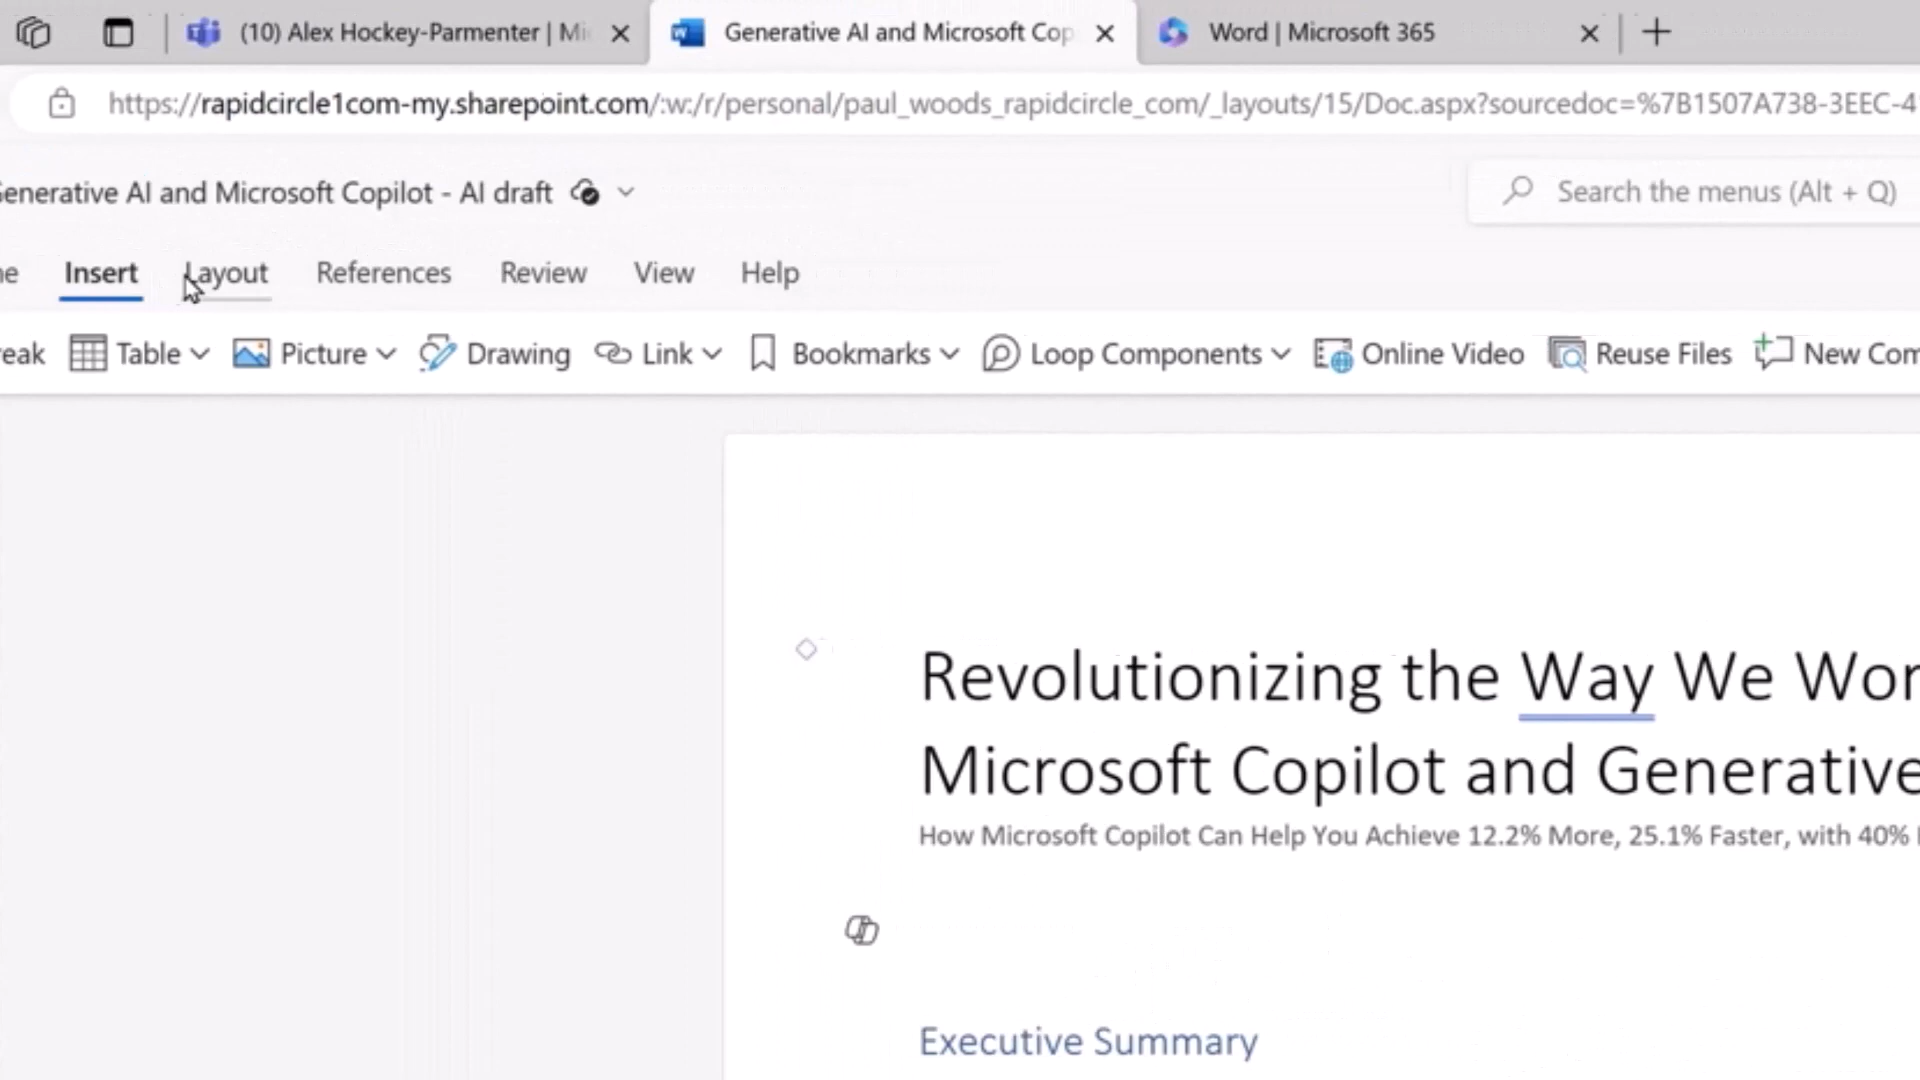 (10) Alex Hockey-Parmenter | Mi
Generative AI and Microsoft Cop
Word | Microsoft 365
https://rapidcircle1com-my.sharepoint.com/:w:/r/personal/paul_woods_rapidcircle_com/_layouts/15/Doc.aspx?sourcedoc=%7B1507A738-3EEC-4
Generative AI and Microsoft Copilot - AI draft
Search the menus (Alt + Q)
ne Insert Layout References Review View Help
reak Table Picture Drawing Link Bookmarks Loop Components Online Video Reuse Files New Com
Revolutionizing the Way We Wor
Microsoft Copilot and Generative
How Microsoft Copilot Can Help You Achieve 12.2% More, 25.1% Faster, with 40%
Executive Summary